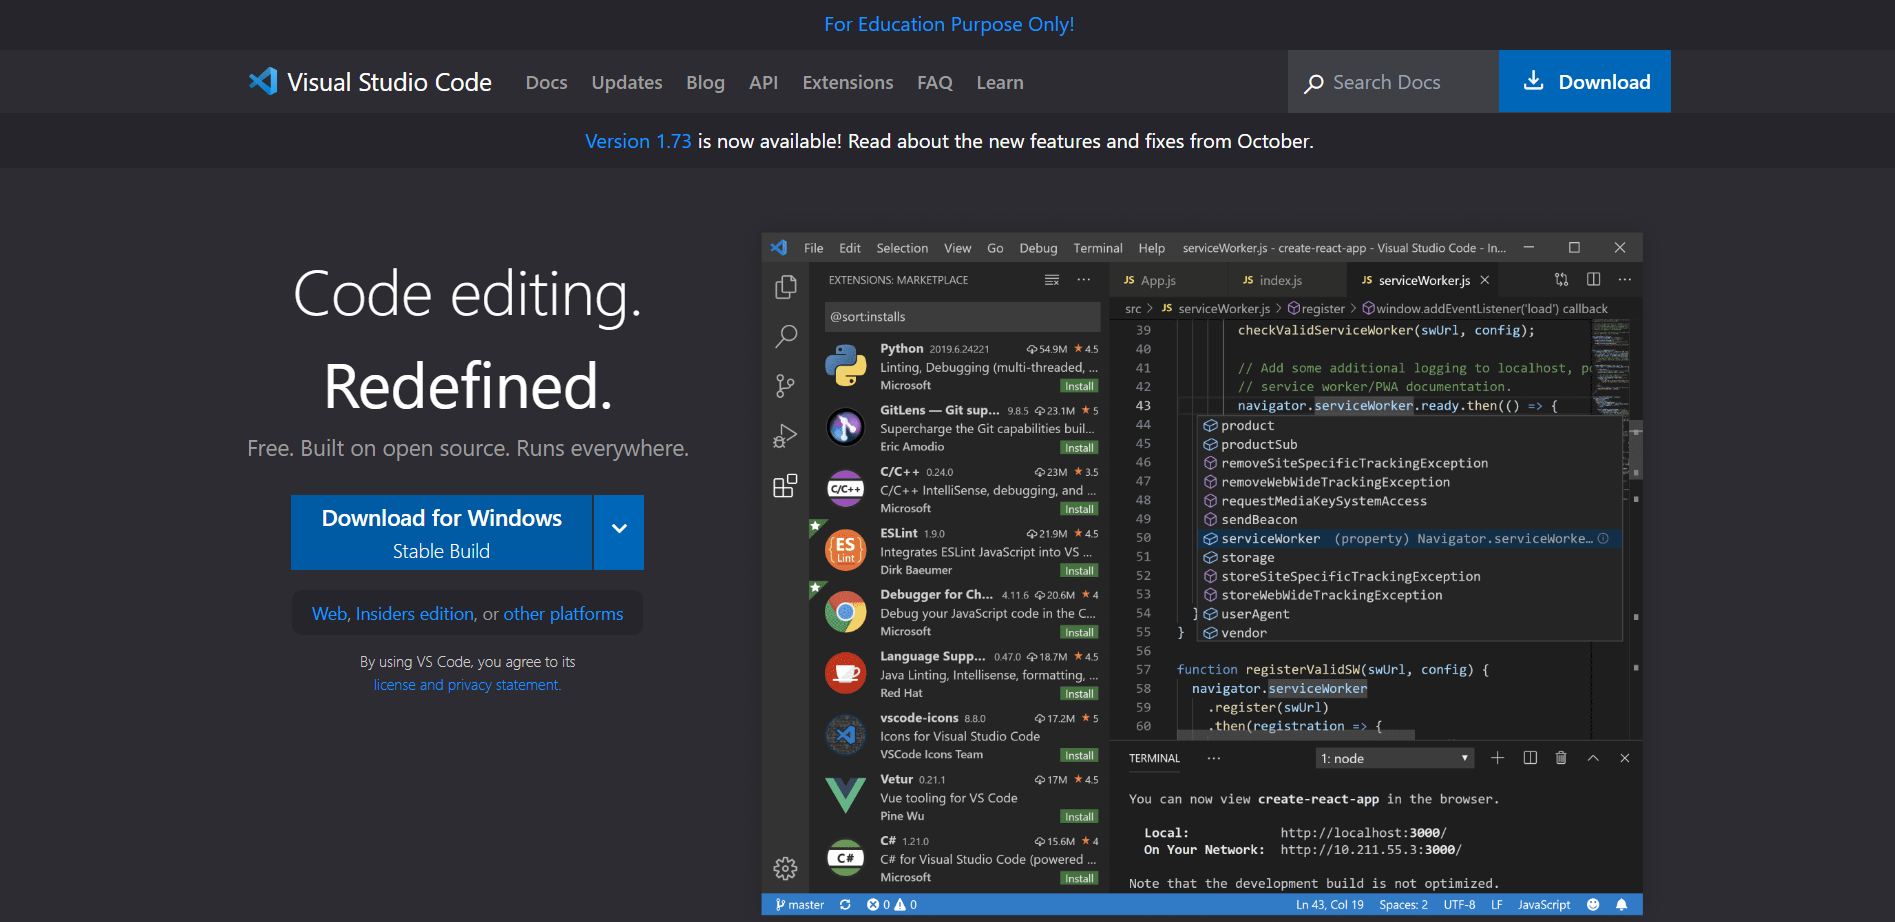 For Education Purpose Only!
Visual Studio Code Docs Updates Blog API Extensions FAQ Learn Search Docs Download
Version 1.73 is now available! Read about the new features and fixes from October.
Code editing.
Redefined.
Free. Built on open source. Runs everywhere.
Download for Windows
Stable Build
Web, Insiders edition, or other platforms
By using VS Code, you agree to its
license and privacy statement.
File Edit Selection View Go Debug Terminal Help serviceWorker.js - create-react-app - Visual Studio Code - In...
EXTENSIONS: MARKETPLACE
@sort:installs
Python 2019.6.24221 54.9M 4.5
Linting, Debugging (multi-threaded, ...
Microsoft Install
GitLens — Git sup... 9.8.5 23.1M 5
Supercharge the Git capabilities buil...
Eric Amodio Install
C/C++
C/C++ 0.24.0 23M 3.5
C/C++ IntelliSense, debugging, and ...
Microsoft Install
ES
Lint
ESLint 1.9.0 21.9M 4.5
Integrates ESLint JavaScript into VS ...
Dirk Baeumer Install
Debugger for Ch... 4.11.6 20.6M 4
Debug your JavaScript code in the C...
Microsoft Install
Language Supp... 0.47.0 18.7M 4.5
Java Linting, Intellisense, formatting, ...
Red Hat Install
vscode-icons 8.8.0 17.2M 5
Icons for Visual Studio Code
VSCode Icons Team Install
Vetur 0.21.1 17M 4.5
Vue tooling for VS Code
Pine Wu Install
C#
C# 1.21.0 15.6M 4
C# for Visual Studio Code (powered ...
Microsoft Install
JS App.js JS index.js JS serviceWorker.js
src > JS serviceWorker.js > register > window.addEventListener('load') callback
39 checkValidServiceWorker(swUrl, config);
40
41 // Add some additional logging to localhost, po
42 // service worker/PWA documentation.
43 navigator.serviceWorker.ready.then(() => {
44 product
45 productSub
46 removeSiteSpecificTrackingException
47 removeWebWideTrackingException
48 requestMediaKeySystemAccess
49 sendBeacon
50 serviceWorker (property) Navigator.serviceWorke...
51 storage
52 storeSiteSpecificTrackingException
53 storeWebWideTrackingException
54 } userAgent
55 } vendor
56
57 function registerValidSW(swUrl, config) {
58 navigator.serviceWorker
59 .register(swUrl)
60 .then(registration => {
TERMINAL ... 1: node
You can now view create-react-app in the browser.
Local: http://localhost:3000/
On Your Network: http://10.211.55.3:3000/
Note that the development build is not optimized.
master 0 0 Ln 43, Col 19 Spaces: 2 UTF-8 LF JavaScript